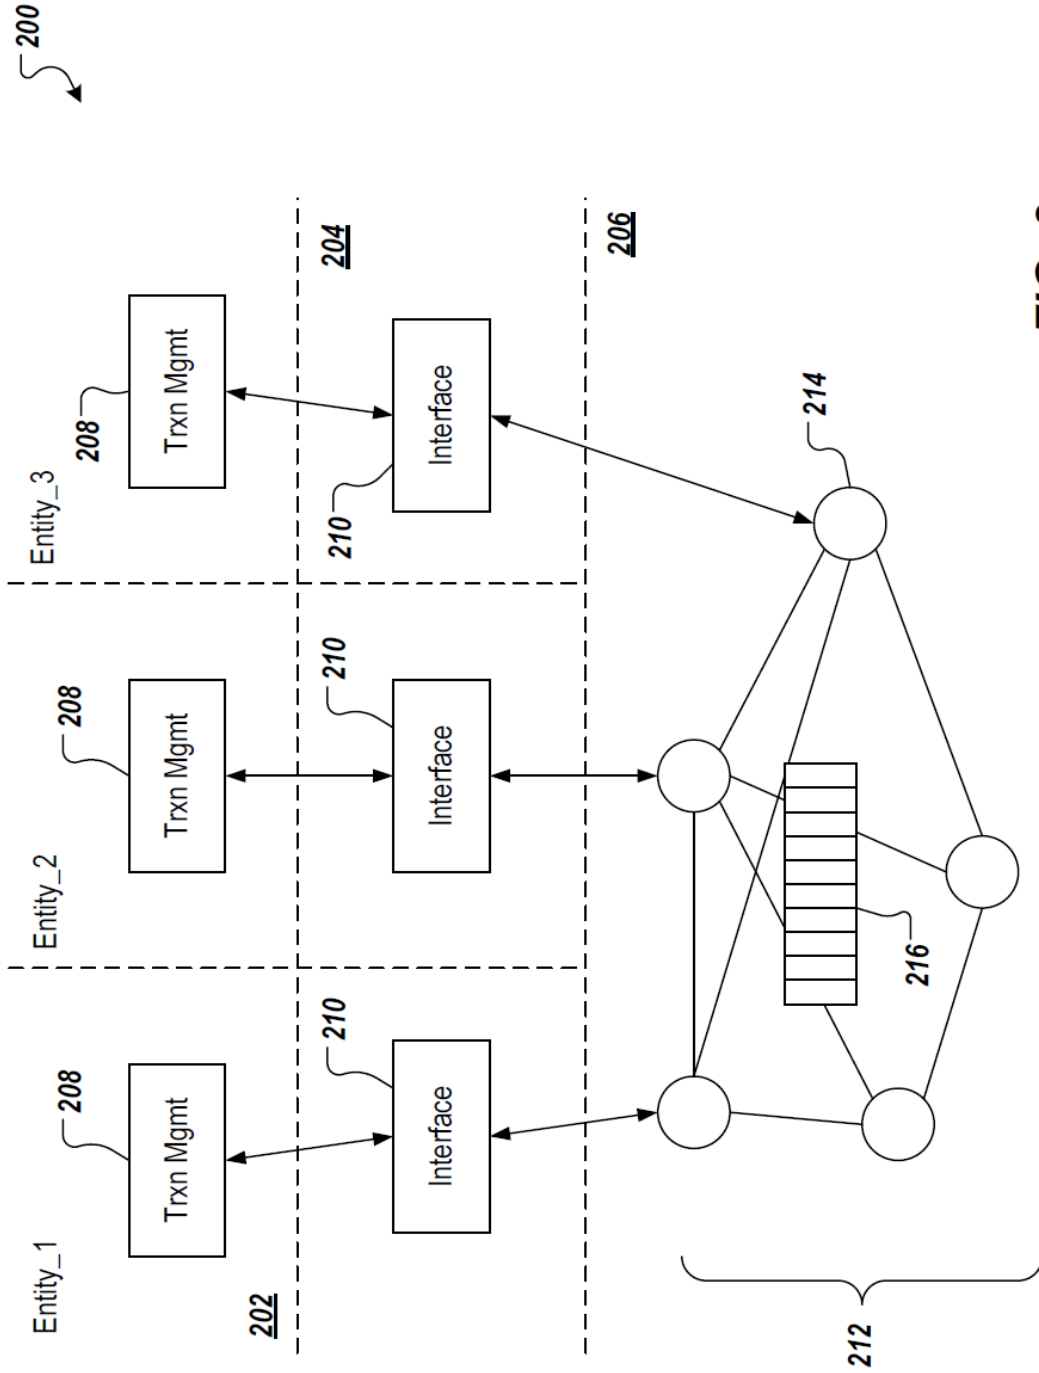 200
Entity_1
Entity_2
Entity_3
208
208
208
Trxn Mgmt
Trxn Mgmt
Trxn Mgmt
202
204
210
210
210
Interface
Interface
Interface
206
214
212
216